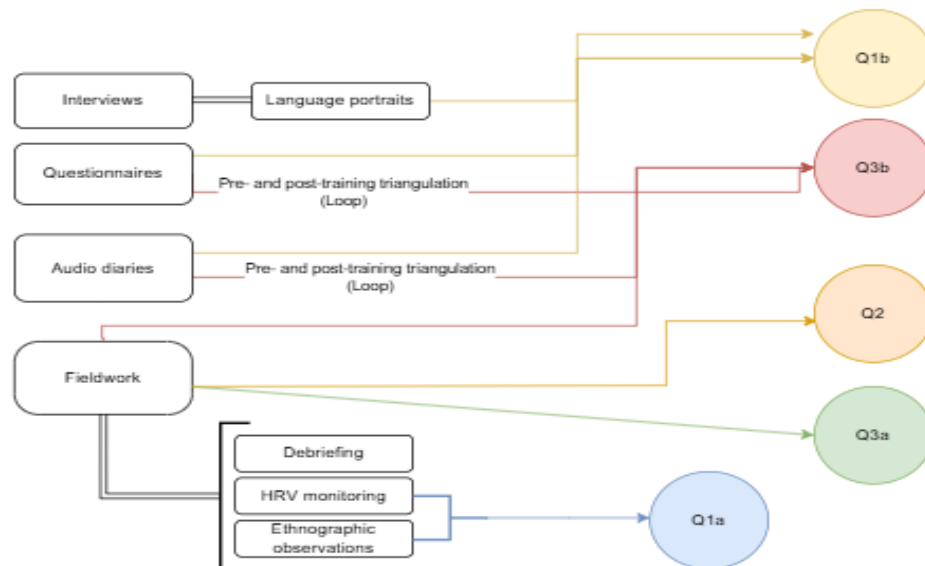 Q1b
Interviews
Language portraits
Questionnaires
Pre- and post-training triangulation
(Loop)
Q3b
Audio diaries
Pre- and post-training triangulation
(Loop)
Q2
Fieldwork
Q3a
Debriefing
HRV monitoring
Ethnographic
observations
Q1a